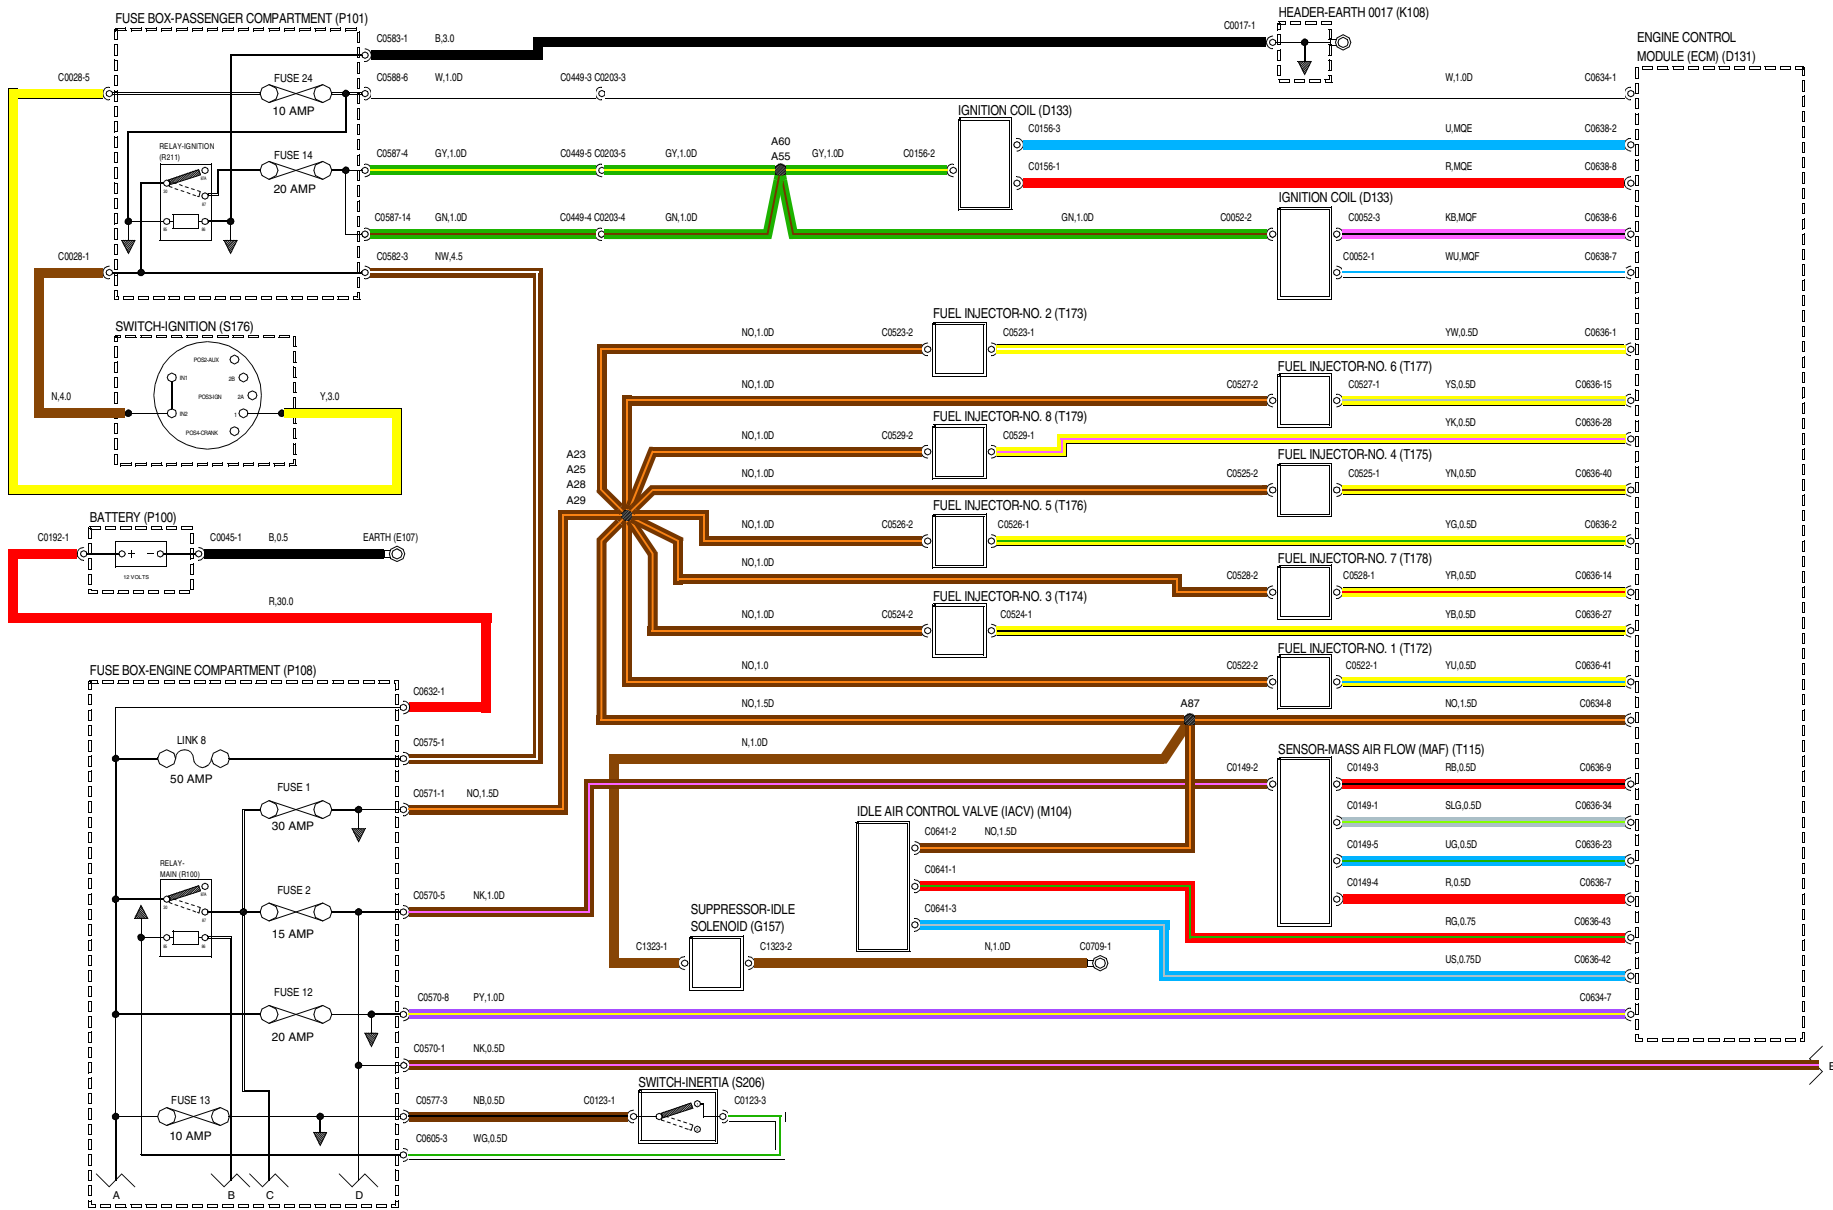 FUSE BOX-PASSENGER COMPARTMENT (P101)
HEADER-EARTH 0017 (K108)
ENGINE CONTROL
MODULE (ECM) (D131)
C0583-1 B,3.0 C0017-1
C0028-5 FUSE 24 C0588-6 W,1.0D C0449-3 C0203-3 W,1.0D C0634-1
10 AMP
IGNITION COIL (D133)
C0156-3 U,MQE C0638-2
RELAY-IGNITION
(R211)
FUSE 14 C0587-4 GY,1.0D C0449-5 C0203-5 GY,1.0D A60
A55 GY,1.0D C0156-2
C0156-1 R,MQE C0638-8
20 AMP
87A
30
87
86
85
IGNITION COIL (D133)
C0587-14 GN,1.0D C0449-4 C0203-4 GN,1.0D GN,1.0D C0052-2 C0052-3 KB,MQF C0638-6
C0028-1 C0582-3 NW,4.5 C0052-1 WU,MQF C0638-7
SWITCH-IGNITION (S176)
POS2-AUX
IN1
2B
POS3-IGN 2A
IN2
1
POS4-CRANK
N,4.0 Y,3.0
FUEL INJECTOR-NO. 2 (T173)
NO,1.0D C0523-2 C0523-1 YW,0.5D C0636-1
FUEL INJECTOR-NO. 6 (T177)
NO,1.0D C0527-2 C0527-1 YS,0.5D C0636-15
FUEL INJECTOR-NO. 8 (T179)
NO,1.0D C0529-2 C0529-1 YK,0.5D C0636-28
A23
A25
A28
A29
FUEL INJECTOR-NO. 4 (T175)
NO,1.0D C0525-2 C0525-1 YN,0.5D C0636-40
FUEL INJECTOR-NO. 5 (T176)
NO,1.0D C0526-2 C0526-1 YG,0.5D C0636-2
BATTERY (P100)
C0192-1 + − C0045-1 B,0.5 EARTH (E107)
12 VOLTS
R,30.0
FUEL INJECTOR-NO. 7 (T178)
NO,1.0D C0528-2 C0528-1 YR,0.5D C0636-14
FUEL INJECTOR-NO. 3 (T174)
NO,1.0D C0524-2 C0524-1 YB,0.5D C0636-27
FUEL INJECTOR-NO. 1 (T172)
NO,1.0 C0522-2 C0522-1 YU,0.5D C0636-41
NO,1.5D A87 NO,1.5D C0634-8
N,1.0D
FUSE BOX-ENGINE COMPARTMENT (P108)
C0632-1
LINK 8 C0575-1
50 AMP
SENSOR-MASS AIR FLOW (MAF) (T115)
C0149-2 C0149-3 RB,0.5D C0636-9
FUSE 1 C0571-1 NO,1.5D
30 AMP
C0149-1 SLG,0.5D C0636-34
IDLE AIR CONTROL VALVE (IACV) (M104)
C0641-2 NO,1.5D
C0149-5 UG,0.5D C0636-23
RELAY-
MAIN (R100)
87A
30
87
86
85
C0641-1 C0149-4 R,0.5D C0636-7
FUSE 2 C0570-5 NK,1.0D
15 AMP
C0641-3 RG,0.75 C0636-43
SUPPRESSOR-IDLE
SOLENOID (G157)
C1323-1 C1323-2 N,1.0D C0709-1 US,0.75D C0636-42
FUSE 12 C0570-8 PY,1.0D C0634-7
20 AMP
C0570-1 NK,0.5D
E
SWITCH-INERTIA (S206)
FUSE 13 C0577-3 NB,0.5D C0123-1 C0123-3
10 AMP
C0605-3 WG,0.5D
A B C D